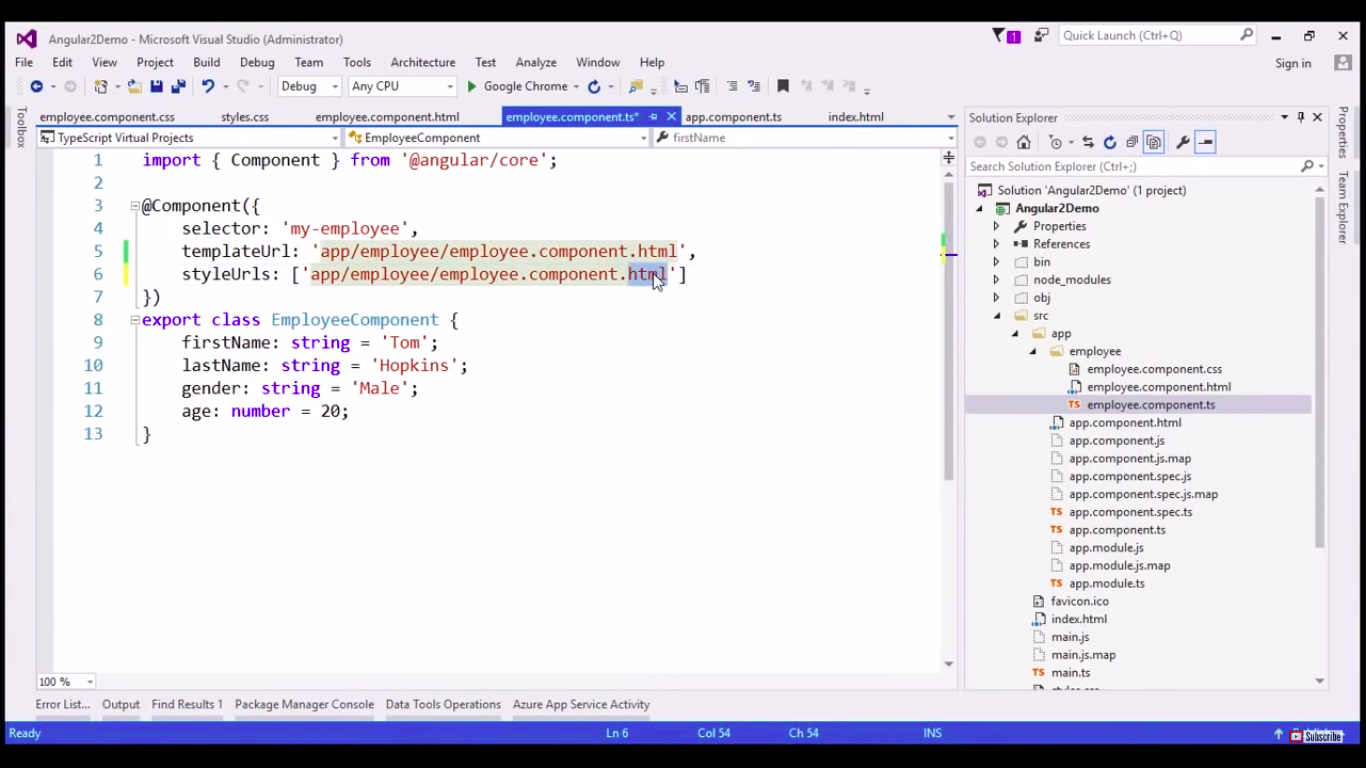 Angular2Demo - Microsoft Visual Studio (Administrator)
1
Quick Launch (Ctrl+Q)
File Edit View Project Build Debug Team Tools Architecture Test Analyze Window Help
Sign in
Debug Any CPU Google Chrome
Toolbox
employee.component.css styles.css employee.component.html employee.component.ts* app.component.ts index.html
TypeScript Virtual Projects EmployeeComponent firstName
1 import { Component } from '@angular/core';
2
3 @Component({
4 selector: 'my-employee',
5 templateUrl: 'app/employee/employee.component.html',
6 styleUrls: ['app/employee/employee.component.html']
7 })
8 export class EmployeeComponent {
9 firstName: string = 'Tom';
10 lastName: string = 'Hopkins';
11 gender: string = 'Male';
12 age: number = 20;
13 }
100 %
Solution Explorer
Search Solution Explorer (Ctrl+;)
Solution 'Angular2Demo' (1 project)
Angular2Demo
Properties
References
bin
node_modules
obj
src
app
employee
employee.component.css
employee.component.html
TS employee.component.ts
app.component.html
app.component.js
app.component.js.map
app.component.spec.js
app.component.spec.js.map
TS app.component.spec.ts
TS app.component.ts
app.module.js
app.module.js.map
TS app.module.ts
favicon.ico
index.html
main.js
main.js.map
TS main.ts
Properties
Team Explorer
Error List... Output Find Results 1 Package Manager Console Data Tools Operations Azure App Service Activity
Ready Ln 6 Col 54 Ch 54 INS
Subscribe